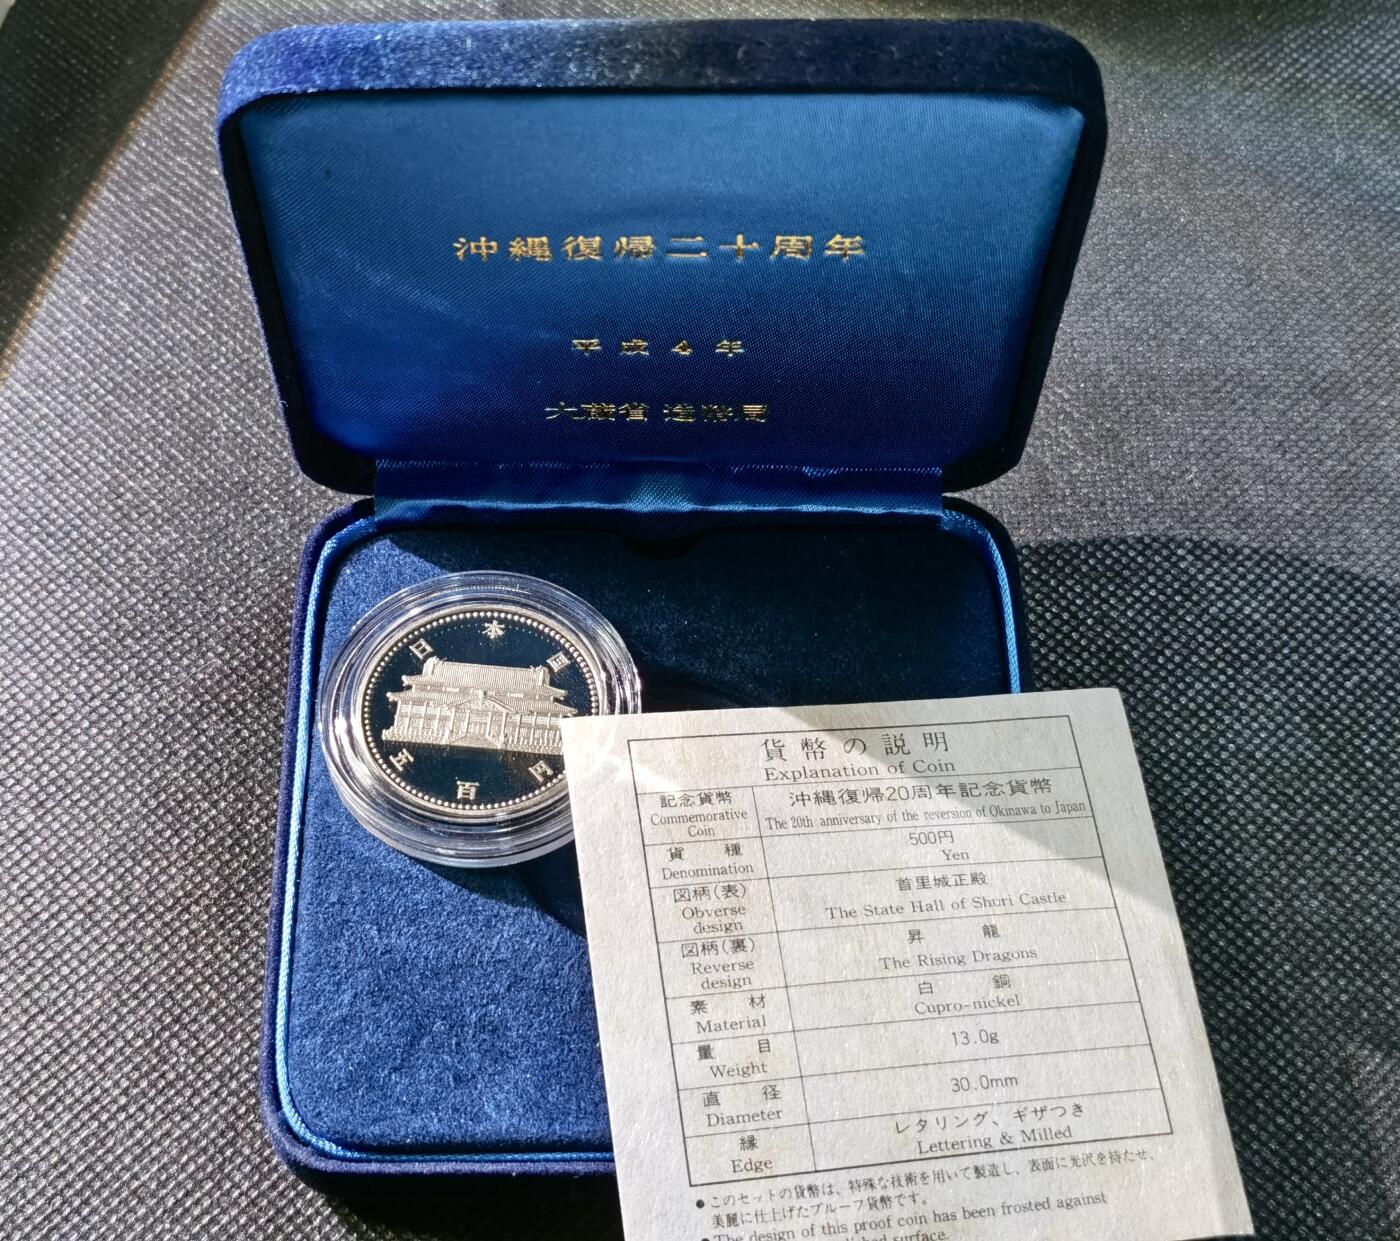 沖縄復帰二十周年
平成4年
大蔵省 造幣局
日本国
五百円
貨幣の説明
Explanation of Coin
記念貨幣
Commemorative
Coin
沖縄復帰20周年記念貨幣
The 20th anniversary of the reversion of Okinawa to Japan
貨種
Denomination
500円
Yen
図柄(表)
Obverse
design
首里城正殿
The State Hall of Shuri Castle
図柄(裏)
Reverse
design
昇龍
The Rising Dragons
素材
Material
白銅
Cupro-nickel
量目
Weight
13.0g
直径
Diameter
30.0mm
縁
Edge
レタリング、ギザつき
Lettering & Milled
●このセットの貨幣は、特殊な技術を用いて製造し、表面に光沢を持たせ、
美麗に仕上げたプルーフ貨幣です。
●The design of this proof coin has been frosted against
surface.